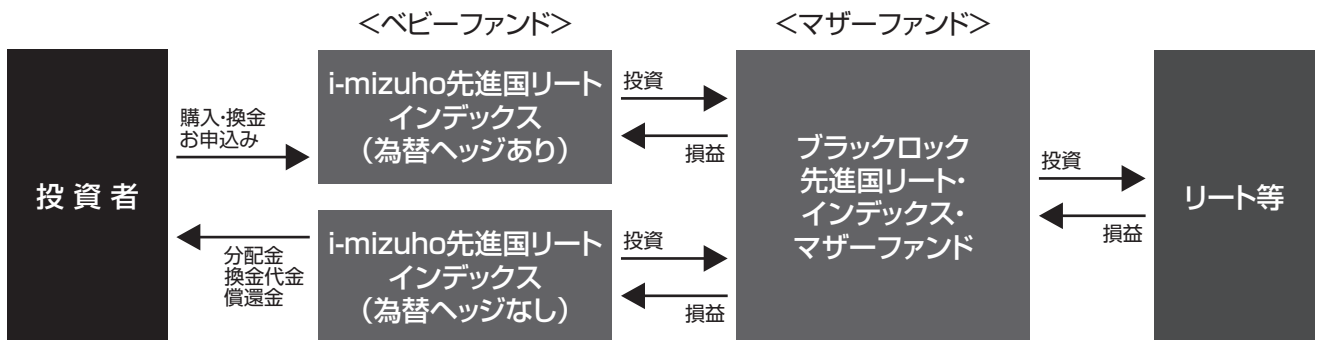 ＜ベビーファンド＞
＜マザーファンド＞
投資者
購入・換金
お申込み
分配金
換金代金
償還金
i-mizuho先進国リート
インデックス
（為替ヘッジあり）
投資
損益
i-mizuho先進国リート
インデックス
（為替ヘッジなし）
投資
損益
ブラックロック
先進国リート・
インデックス・
マザーファンド
投資
損益
リート等